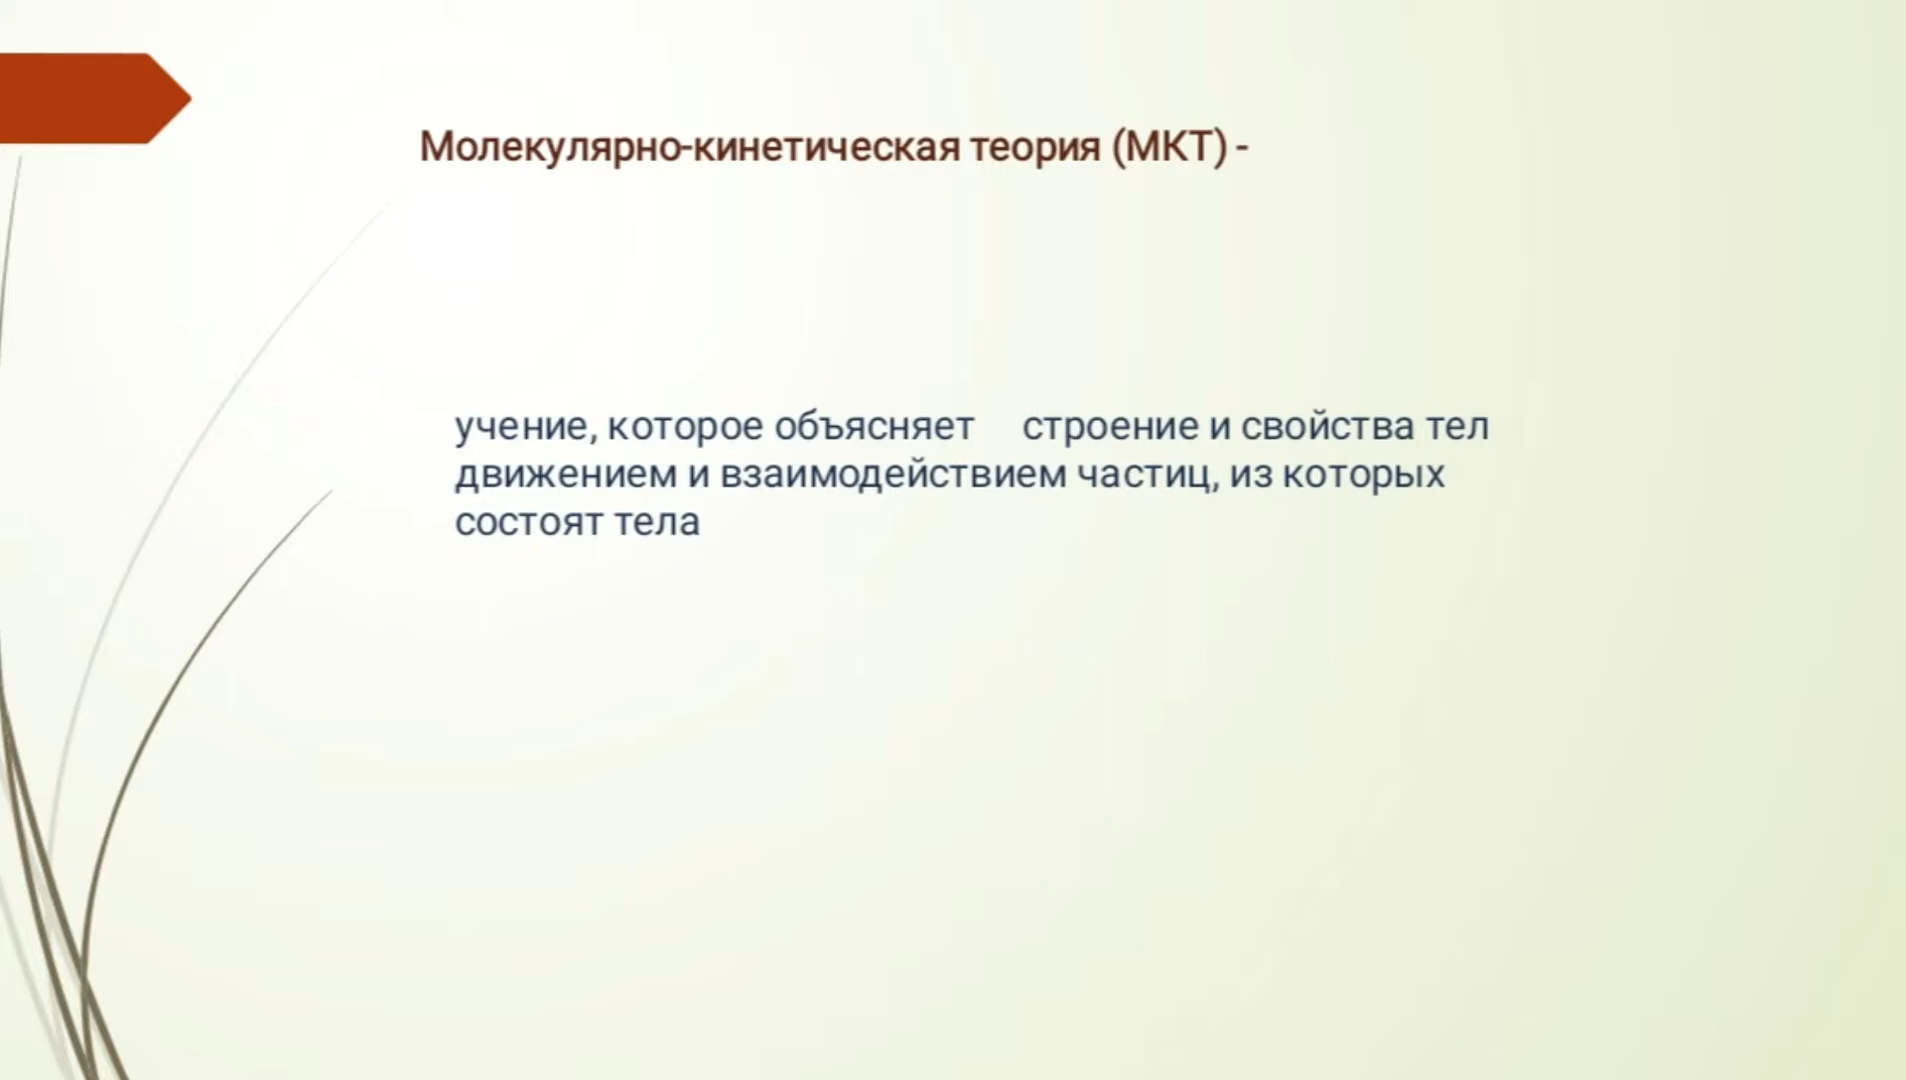 Молекулярно-кинетическая теория (МКТ) -
учение, которое объясняет строение и свойства тел
движением и взаимодействием частиц, из которых
состоят тела